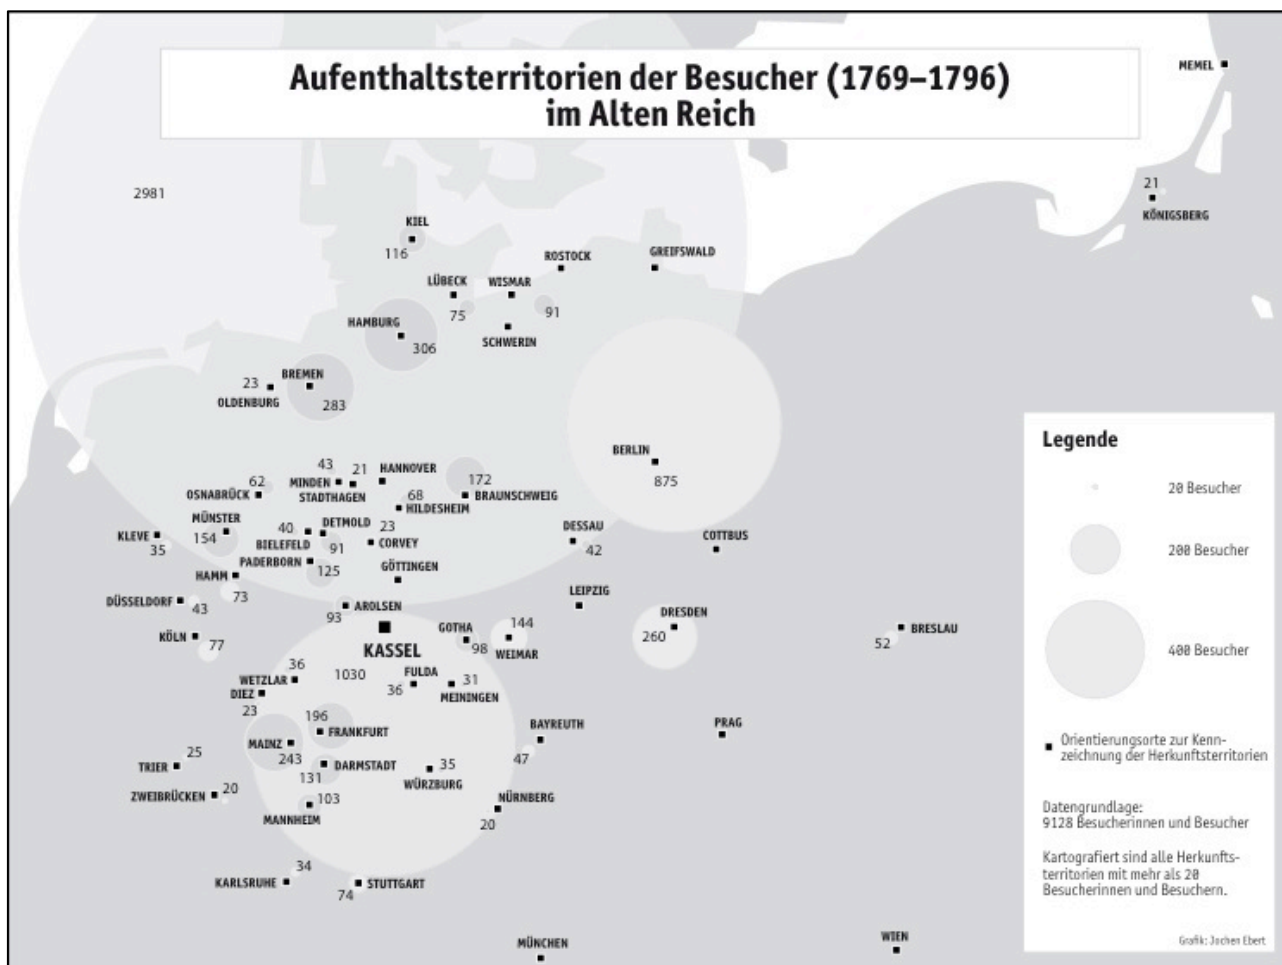 Aufenthaltsterritorien der Besucher (1769–1796)
im Alten Reich
MEMEL
2981
21
KÖNIGSBERG
KIEL
116
ROSTOCK
GREIFSWALD
LÜBECK
WISMAR
75
91
HAMBURG
306
SCHWERIN
BREMEN
23
OLDENBURG
283
BERLIN
875
43
21
HANNOVER
62
MINDEN
172
OSNABRÜCK
STADTHAGEN
BRAUNSCHWEIG
68
HILDESHEIM
MÜNSTER
154
40
DETMOLD
23
DESSAU
KLEVE
35
BIELEFELD
91
CORVEY
42
COTTBUS
PADERBORN
125
GÖTTINGEN
HAMM
73
LEIPZIG
DÜSSELDORF
43
93
AROLSEN
DRESDEN
260
KÖLN
77
KASSEL
GOTHA
98
144
WEIMAR
BRESLAU
52
36
1030
FULDA
36
31
MEININGEN
WETZLAR
DIEZ
23
196
FRANKFURT
BAYREUTH
47
PRAG
MAINZ
243
25
TRIER
DARMSTADT
131
35
WÜRZBURG
ZWEIBRÜCKEN
20
103
MANNHEIM
NÜRNBERG
20
34
KARLSRUHE
74
STUTTGART
MÜNCHEN
WIEN
Legende
20 Besucher
200 Besucher
400 Besucher
Orientierungsorte zur Kenn-
zeichnung der Herkunftsterritorien
Datengrundlage:
9128 Besucherinnen und Besucher
Kartografiert sind alle Herkunfts-
territorien mit mehr als 20
Besucherinnen und Besuchern.
Grafik: Jochen Ebert